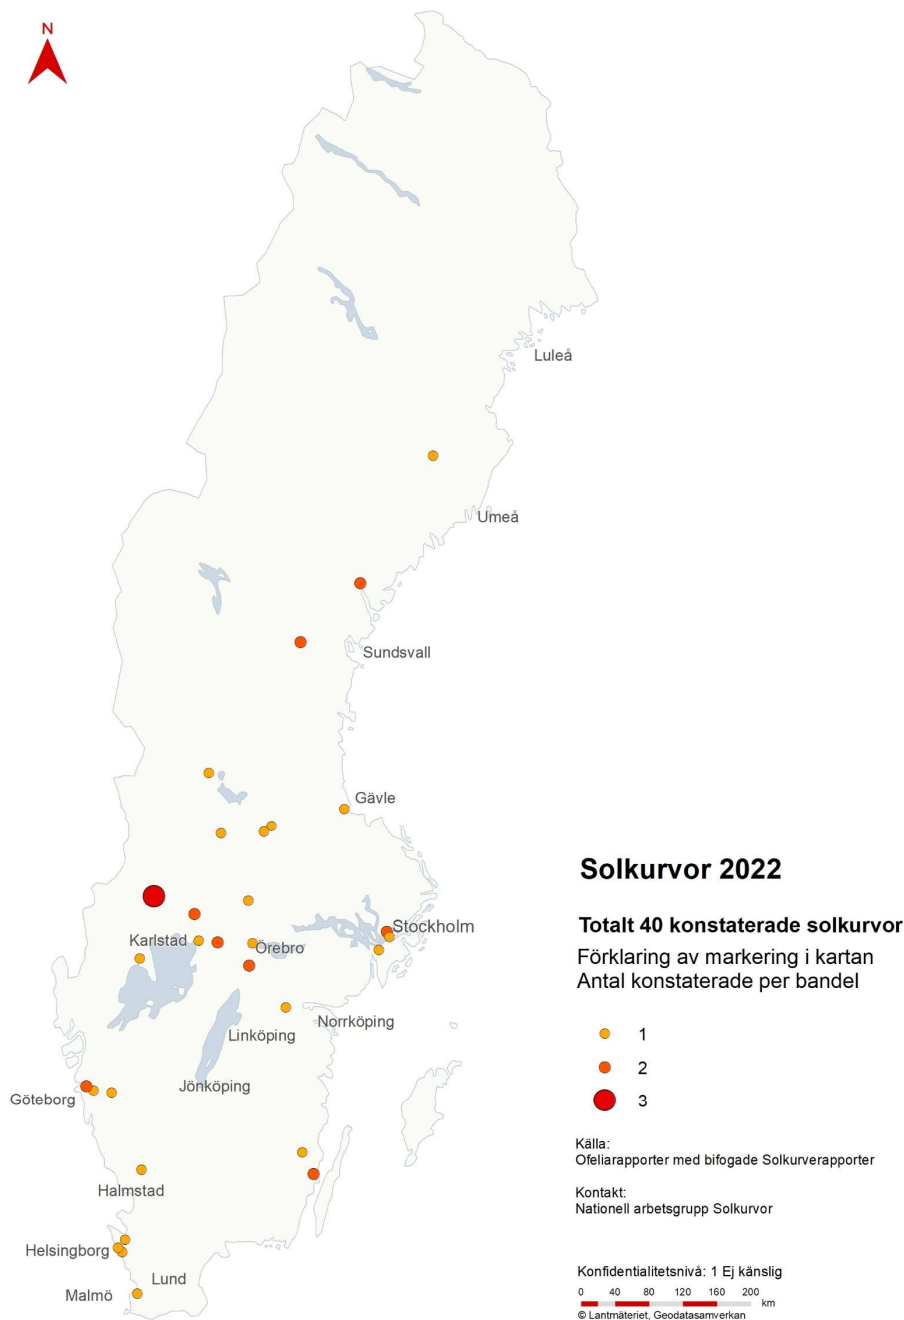 N
Luleå
Umeå
Sundsvall
Gävle
Stockholm
Karlstad
Örebro
Norrköping
Linköping
Jönköping
Göteborg
Halmstad
Helsingborg
Lund
Malmö
Solkurvor 2022
Totalt 40 konstaterade solkurvor
Förklaring av markering i kartan
Antal konstaterade per bandel
1
2
3
Källa:
Ofeliarapporter med bifogade Solkurverapporter
Kontakt:
Nationell arbetsgrupp Solkurvor
Konfidentialitetsnivå: 1 Ej känslig
0 40 80 120 160 200
km
© Lantmäteriet, Geodatasamverkan